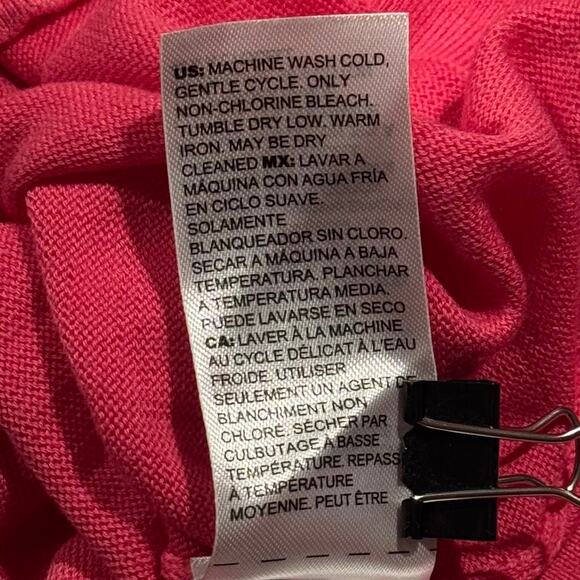 US: MACHINE WASH COLD,
GENTLE CYCLE. ONLY
NON-CHLORINE BLEACH.
TUMBLE DRY LOW. WARM
IRON. MAY BE DRY
CLEANED MX: LAVAR A
MÁQUINA CON AGUA FRÍA
EN CICLO SUAVE.
SOLAMENTE
BLANQUEADOR SIN CLORO.
SECAR A MÁQUINA A BAJA
TEMPERATURA. PLANCHAR
A TEMPERATURA MEDIA.
PUEDE LAVARSE EN SECO
CA: LAVER À LA MACHINE
AU CYCLE DÉLICAT À L'EAU
FROIDE. UTILISER
SEULEMENT UN AGENT DE
BLANCHIMENT NON
CHLORÉ. SÉCHER PAR
CULBUTAGE À BASSE
TEMPÉRATURE. REPASS
À TEMPÉRATURE
MOYENNE. PEUT ÊTRE